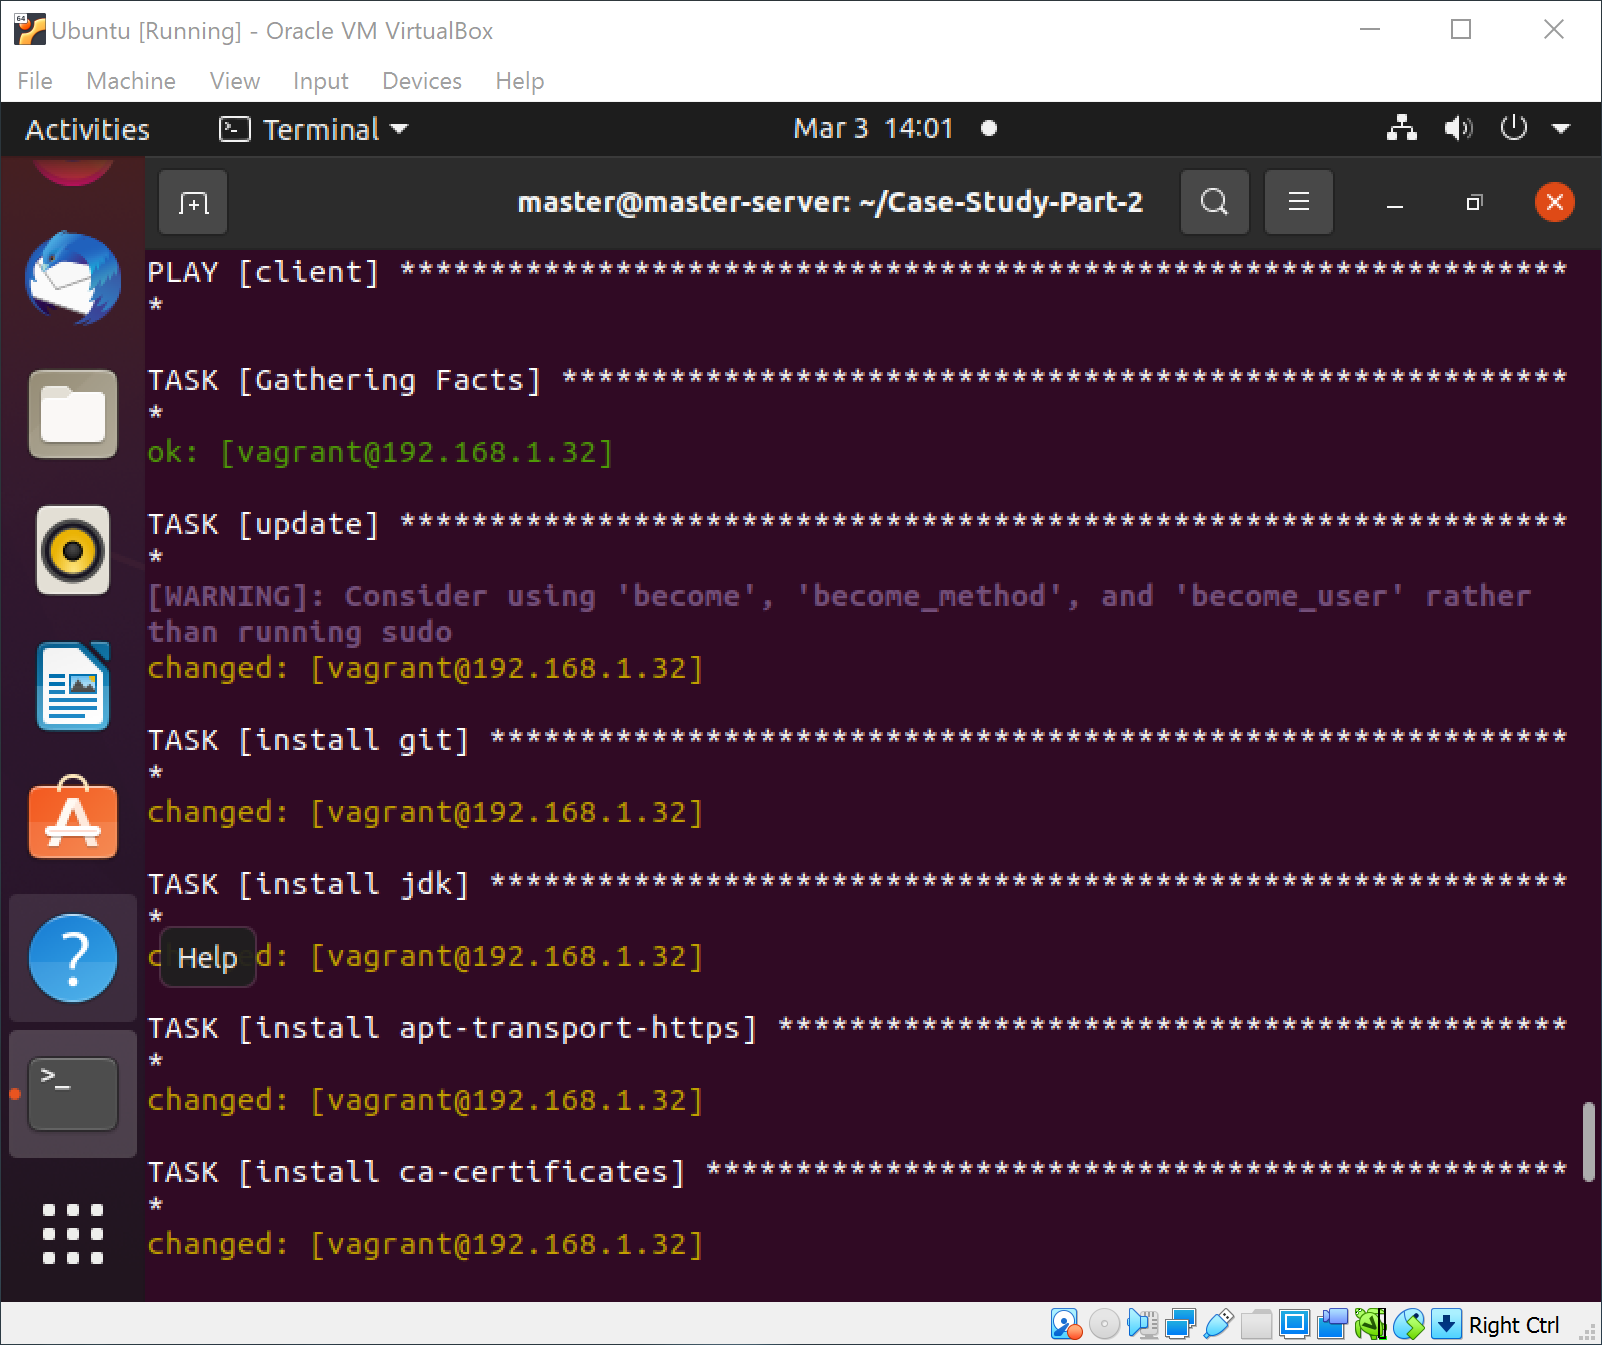 Ubuntu [Running] - Oracle VM VirtualBox
File Machine View Input Devices Help
Activities Terminal Mar 3 14:01
master@master-server: ~/Case-Study-Part-2
PLAY [client] *****************************************************************
*
TASK [Gathering Facts] ********************************************************
*
ok: [vagrant@192.168.1.32]
TASK [update] *****************************************************************
*
[WARNING]: Consider using 'become', 'become_method', and 'become_user' rather
than running sudo
changed: [vagrant@192.168.1.32]
TASK [install git] ************************************************************
*
changed: [vagrant@192.168.1.32]
TASK [install jdk] ************************************************************
*
Help
d: [vagrant@192.168.1.32]
TASK [install apt-transport-https] ********************************************
*
changed: [vagrant@192.168.1.32]
TASK [install ca-certificates] ************************************************
*
changed: [vagrant@192.168.1.32]
Right Ctrl